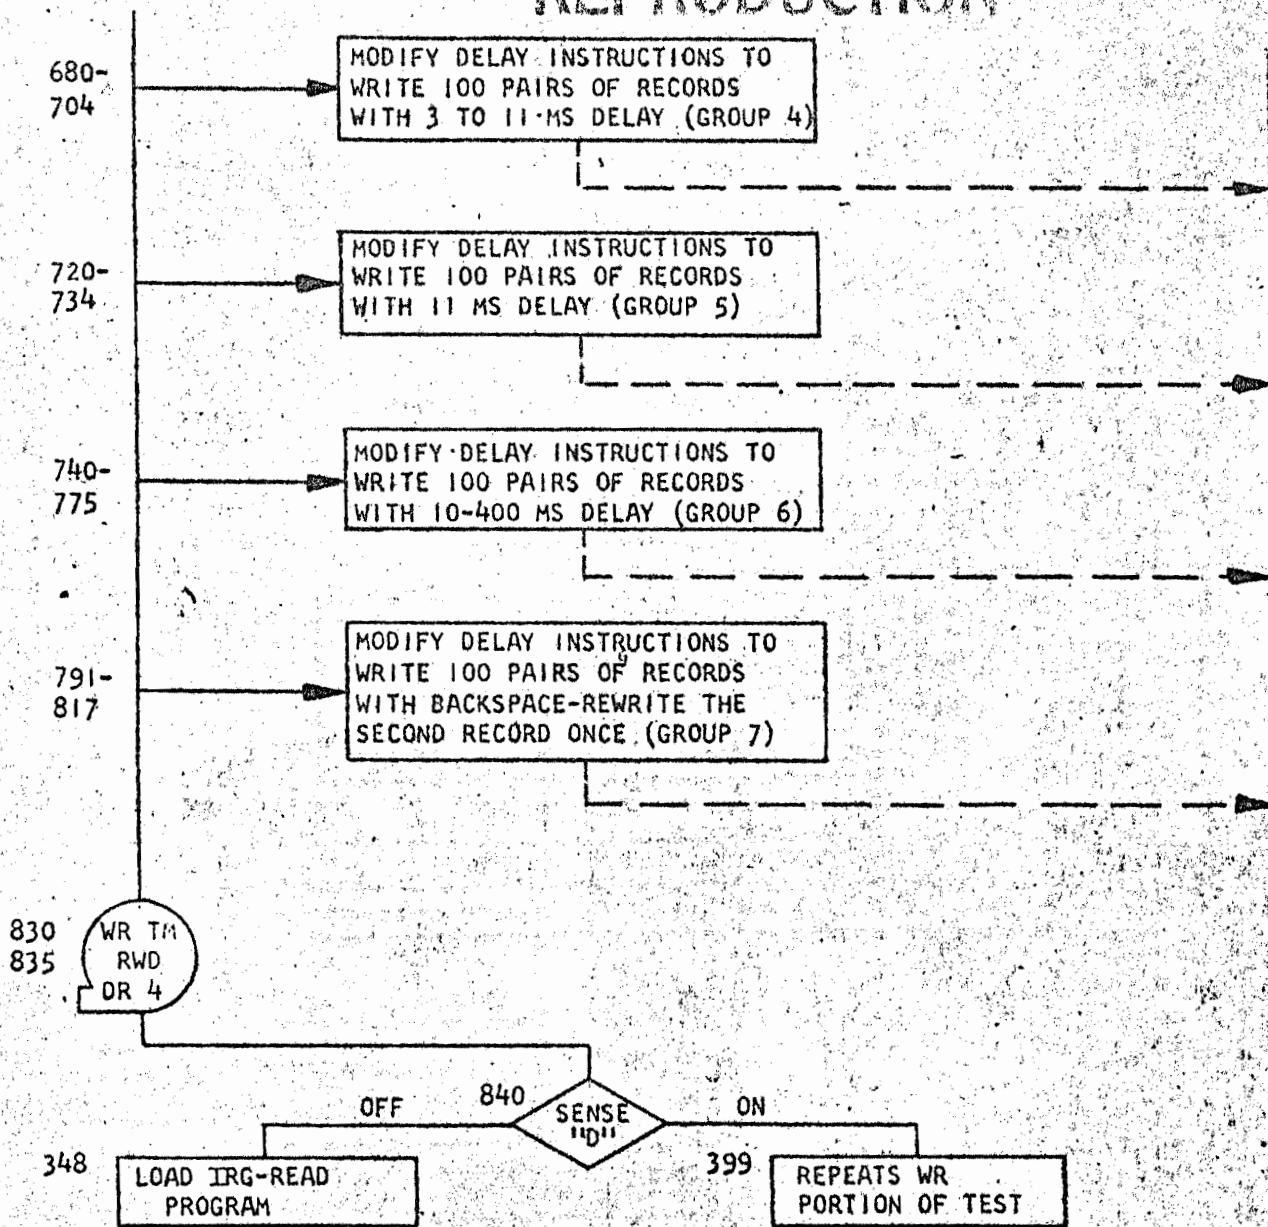 REPRODUCTION
680-
704
MODIFY DELAY INSTRUCTIONS TO
WRITE 100 PAIRS OF RECORDS
WITH 3 TO 11-MS DELAY (GROUP 4)
720-
734
MODIFY DELAY INSTRUCTIONS TO
WRITE 100 PAIRS OF RECORDS
WITH 11 MS DELAY (GROUP 5)
740-
775
MODIFY DELAY INSTRUCTIONS TO
WRITE 100 PAIRS OF RECORDS
WITH 10-400 MS DELAY (GROUP 6)
791-
817
MODIFY DELAY INSTRUCTIONS TO
WRITE 100 PAIRS OF RECORDS
WITH BACKSPACE-REWRITE THE
SECOND RECORD ONCE (GROUP 7)
830
835
WR TM
RWD
DR 4
OFF
840
SENSE
"D"
ON
348
LOAD IRG-READ
PROGRAM
399
REPEATS WR
PORTION OF TEST